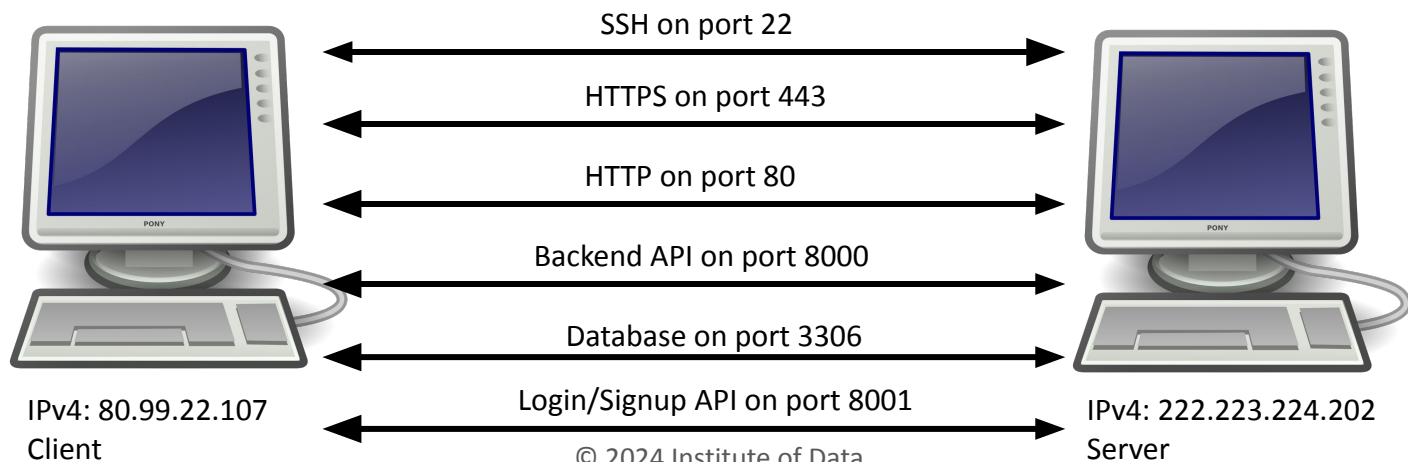 SSH on port 22
HTTPS on port 443
HTTP on port 80
Backend API on port 8000
Database on port 3306
Login/Signup API on port 8001
PONY
PONY
IPv4: 80.99.22.107
Client
IPv4: 222.223.224.202
Server
© 2024 Institute of Data